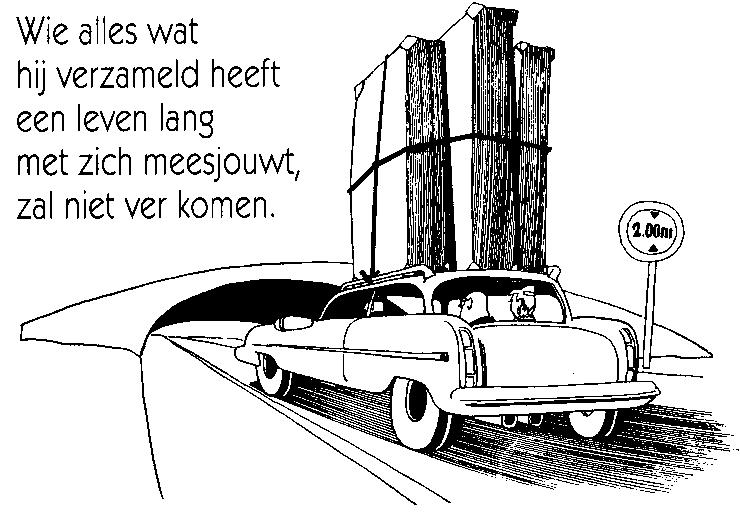 Wie alles wat
hij verzameld heeft
een leven lang
met zich meesjouwt,
zal niet ver komen.
2.00m